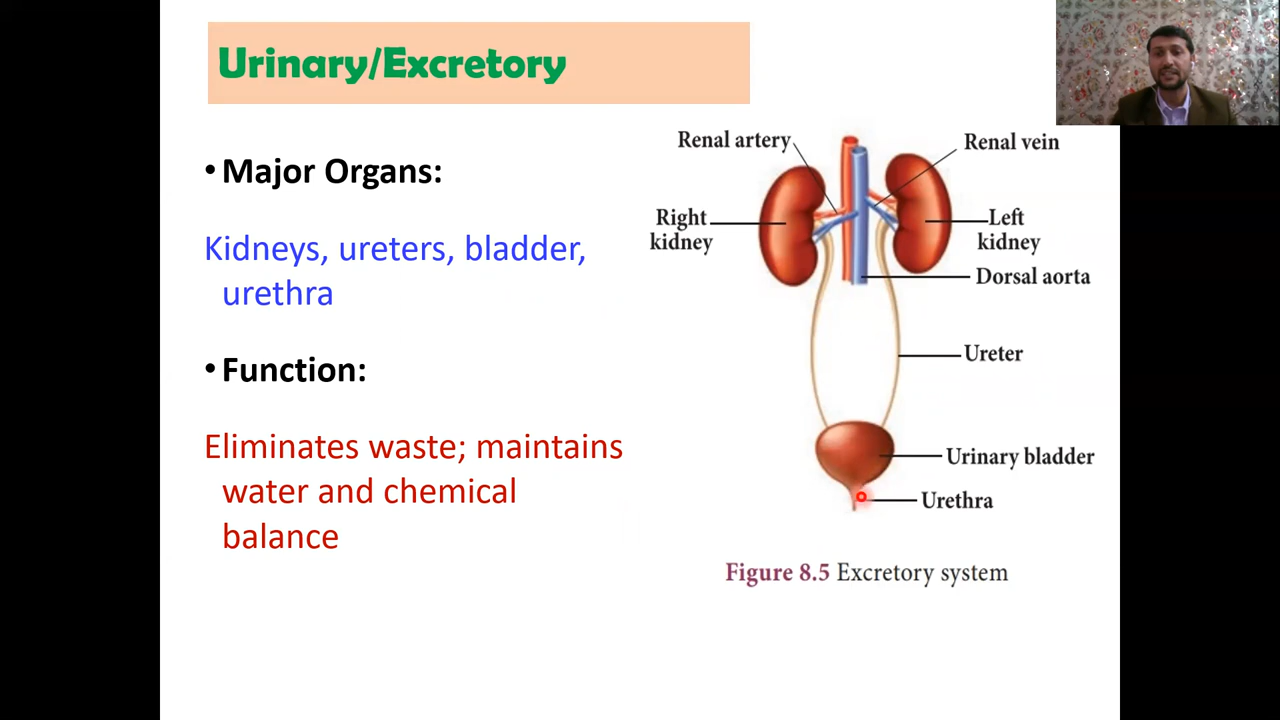 Urinary/Excretory
• Major Organs:
Kidneys, ureters, bladder,
urethra
• Function:
Eliminates waste; maintains
water and chemical
balance
Renal artery
Renal vein
Right
kidney
Left
kidney
Dorsal aorta
Ureter
Urinary bladder
Urethra
Figure 8.5 Excretory system